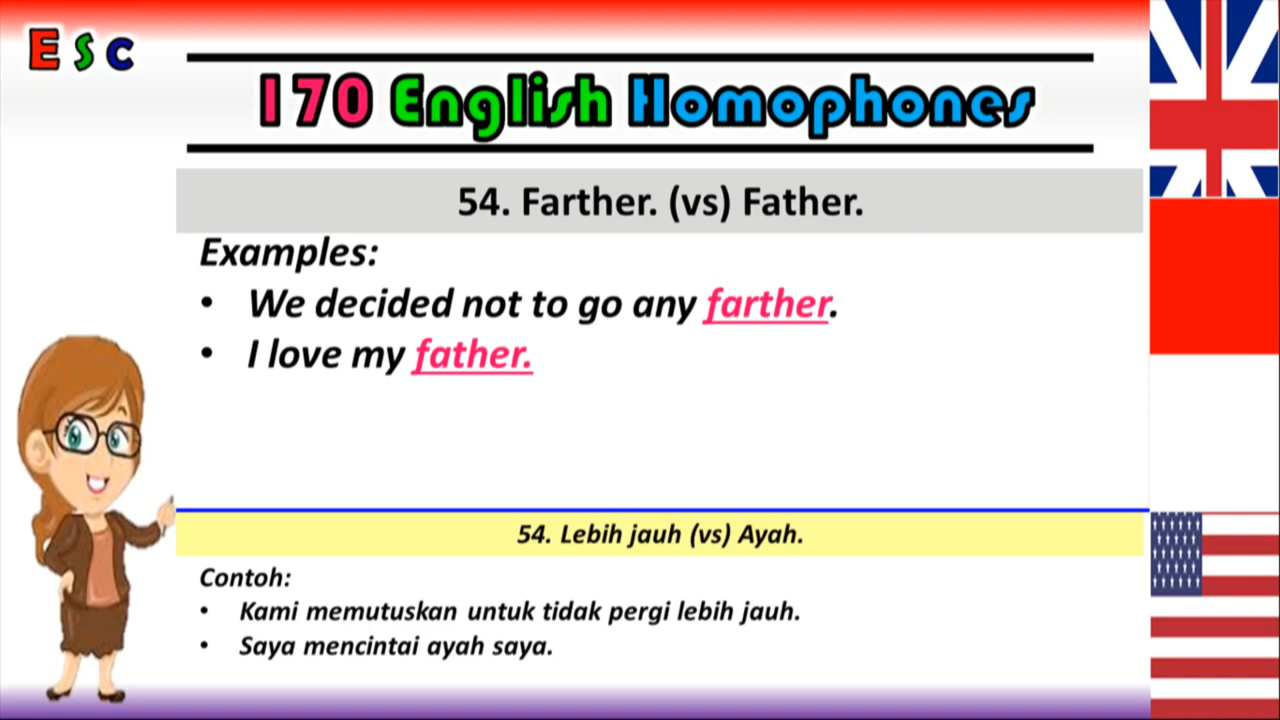 E S C
170 English Homophones
54. Farther. (vs) Father.
Examples:
• We decided not to go any farther.
• I love my father.
54. Lebih jauh (vs) Ayah.
Contoh:
• Kami memutuskan untuk tidak pergi lebih jauh.
• Saya mencintai ayah saya.